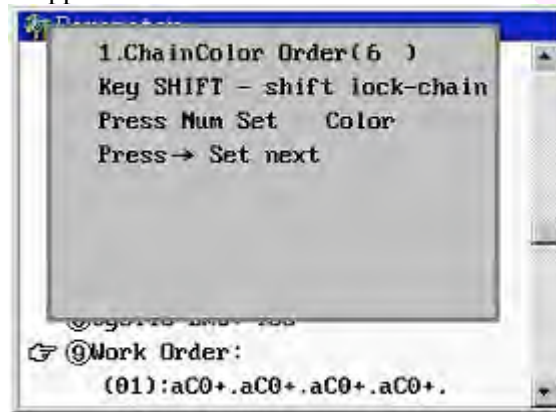 1.ChainColor Order(6 )
Key SHIFT - shift lock-chain
Press Num Set Color
Press→ Set next
⑨Work Order:
(01):aC0+.aC0+.aC0+.aC0+.